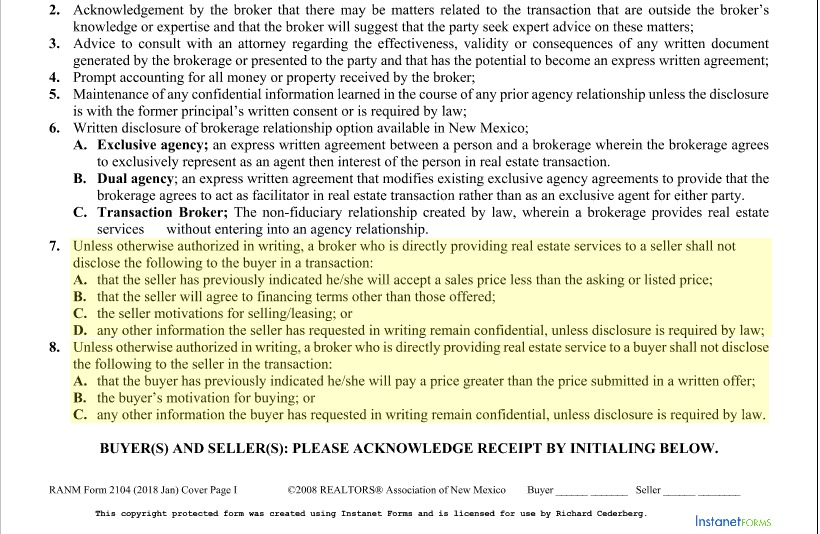 2. Acknowledgement by the broker that there may be matters related to the transaction that are outside the broker's
knowledge or expertise and that the broker will suggest that the party seek expert advice on these matters;
3. Advice to consult with an attorney regarding the effectiveness, validity or consequences of any written document
generated by the brokerage or presented to the party and that has the potential to become an express written agreement;
4. Prompt accounting for all money or property received by the broker;
5. Maintenance of any confidential information learned in the course of any prior agency relationship unless the disclosure
is with the former principal's written consent or is required by law;
6. Written disclosure of brokerage relationship option available in New Mexico;
A. Exclusive agency; an express written agreement between a person and a brokerage wherein the brokerage agrees
to exclusively represent as an agent then interest of the person in real estate transaction.
B. Dual agency; an express written agreement that modifies existing exclusive agency agreements to provide that the
brokerage agrees to act as facilitator in real estate transaction rather than as an exclusive agent for either party.
C. Transaction Broker; The non-fiduciary relationship created by law, wherein a brokerage provides real estate
services without entering into an agency relationship.
7. Unless otherwise authorized in writing, a broker who is directly providing real estate services to a seller shall not
disclose the following to the buyer in a transaction:
A. that the seller has previously indicated he/she will accept a sales price less than the asking or listed price;
B. that the seller will agree to financing terms other than those offered;
C. the seller motivations for selling/leasing; or
D. any other information the seller has requested in writing remain confidential, unless disclosure is required by law;
8. Unless otherwise authorized in writing, a broker who is directly providing real estate service to a buyer shall not disclose
the following to the seller in the transaction:
A. that the buyer has previously indicated he/she will pay a price greater than the price submitted in a written offer;
B. the buyer's motivation for buying; or
C. any other information the buyer has requested in writing remain confidential, unless disclosure is required by law.
BUYER(S) AND SELLER(S): PLEASE ACKNOWLEDGE RECEIPT BY INITIALING BELOW.
RANM Form 2104 (2018 Jan) Cover Page I ©2008 REALTORS® Association of New Mexico Buyer ______ _______ Seller ______ ________
This copyright protected form was created using Instanet Forms and is licensed for use by Richard Cederberg.
InstanetFORMS